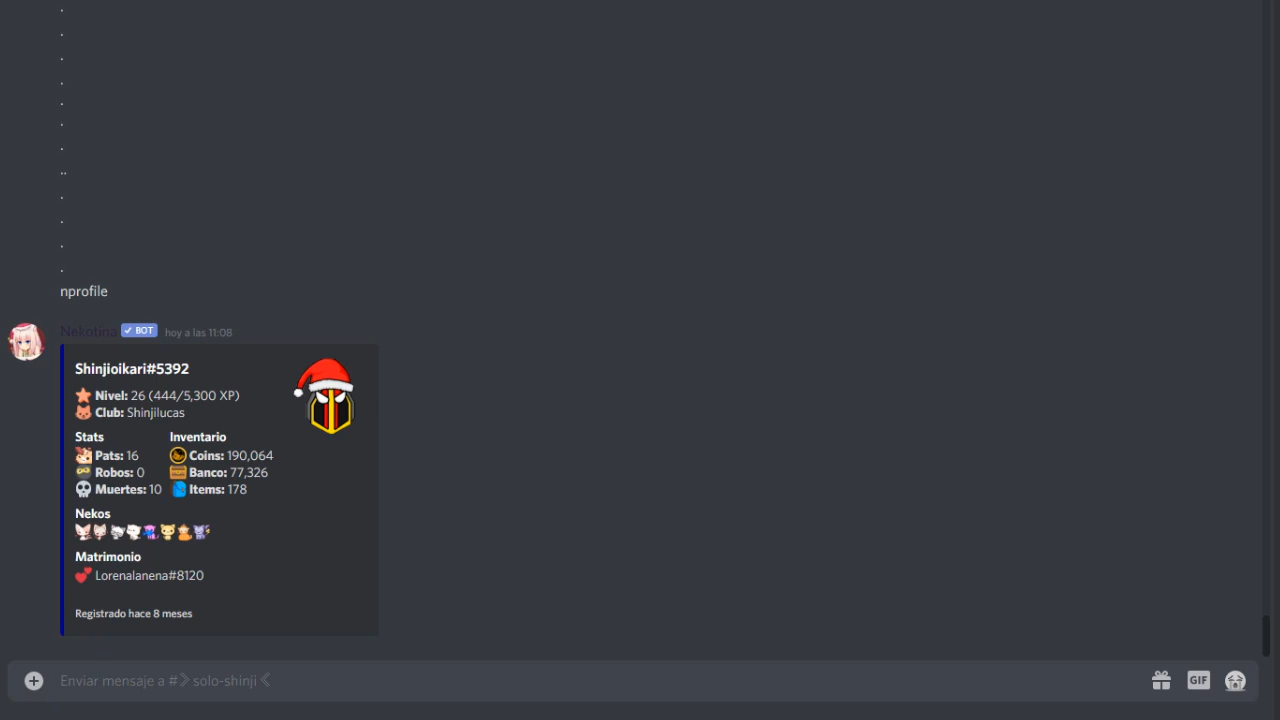 .
.
.
.
.
.
.
..
.
.
.
.
nprofile
Nekotina ✓ BOT hoy a las 11:08
Shinjioikari#5392
Nivel: 26 (444/5,300 XP)
Club: Shinjilucas
Stats Inventario
Pats: 16 Coins: 190,064
Robos: 0 Banco: 77,326
Muertes: 10 Items: 178
Nekos
Matrimonio
Lorenalanena#8120
Registrado hace 8 meses
Enviar mensaje a #》solo-shinji《
GIF